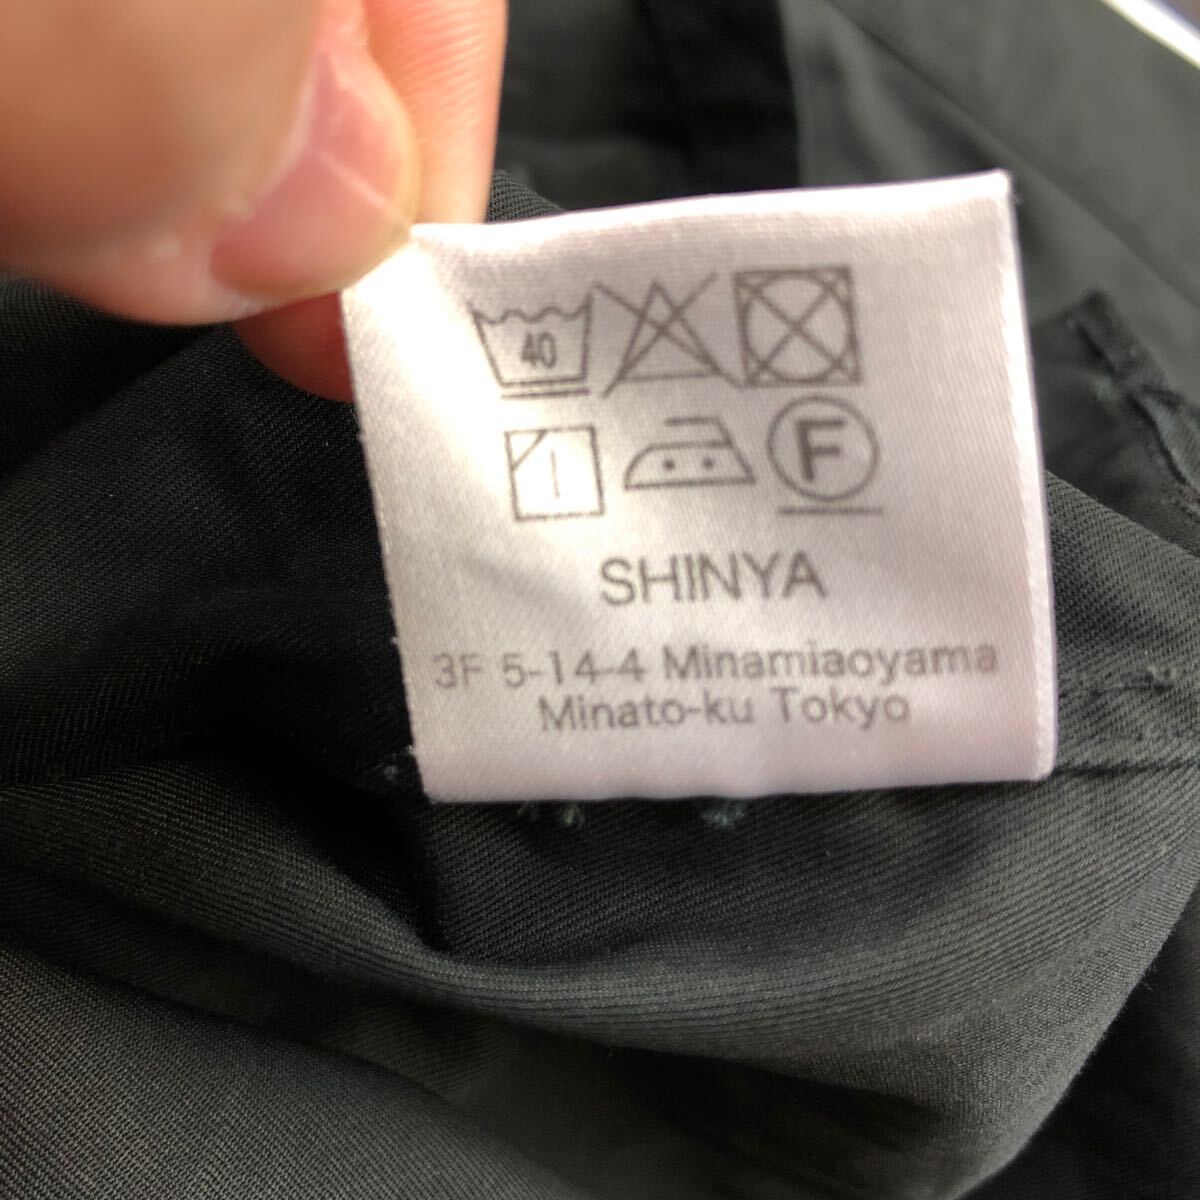 40
F
SHINYA
3F 5-14-4 Minamiaoyama
Minato-ku Tokyo